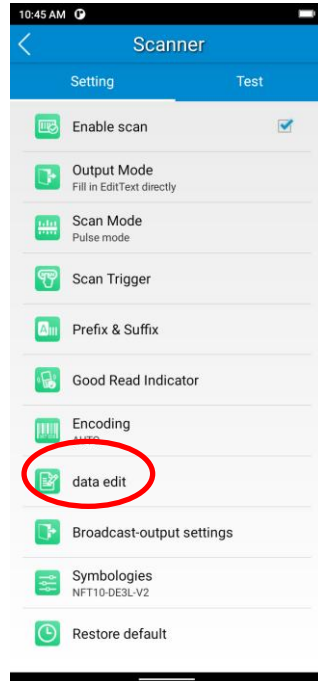 10:45 AM
Scanner
Setting Test
Enable scan
Output Mode
Fill in EditText directly
Scan Mode
Pulse mode
Scan Trigger
Prefix & Suffix
Good Read Indicator
Encoding
AUTO
data edit
Broadcast-output settings
Symbologies
NFT10-DE3L-V2
Restore default